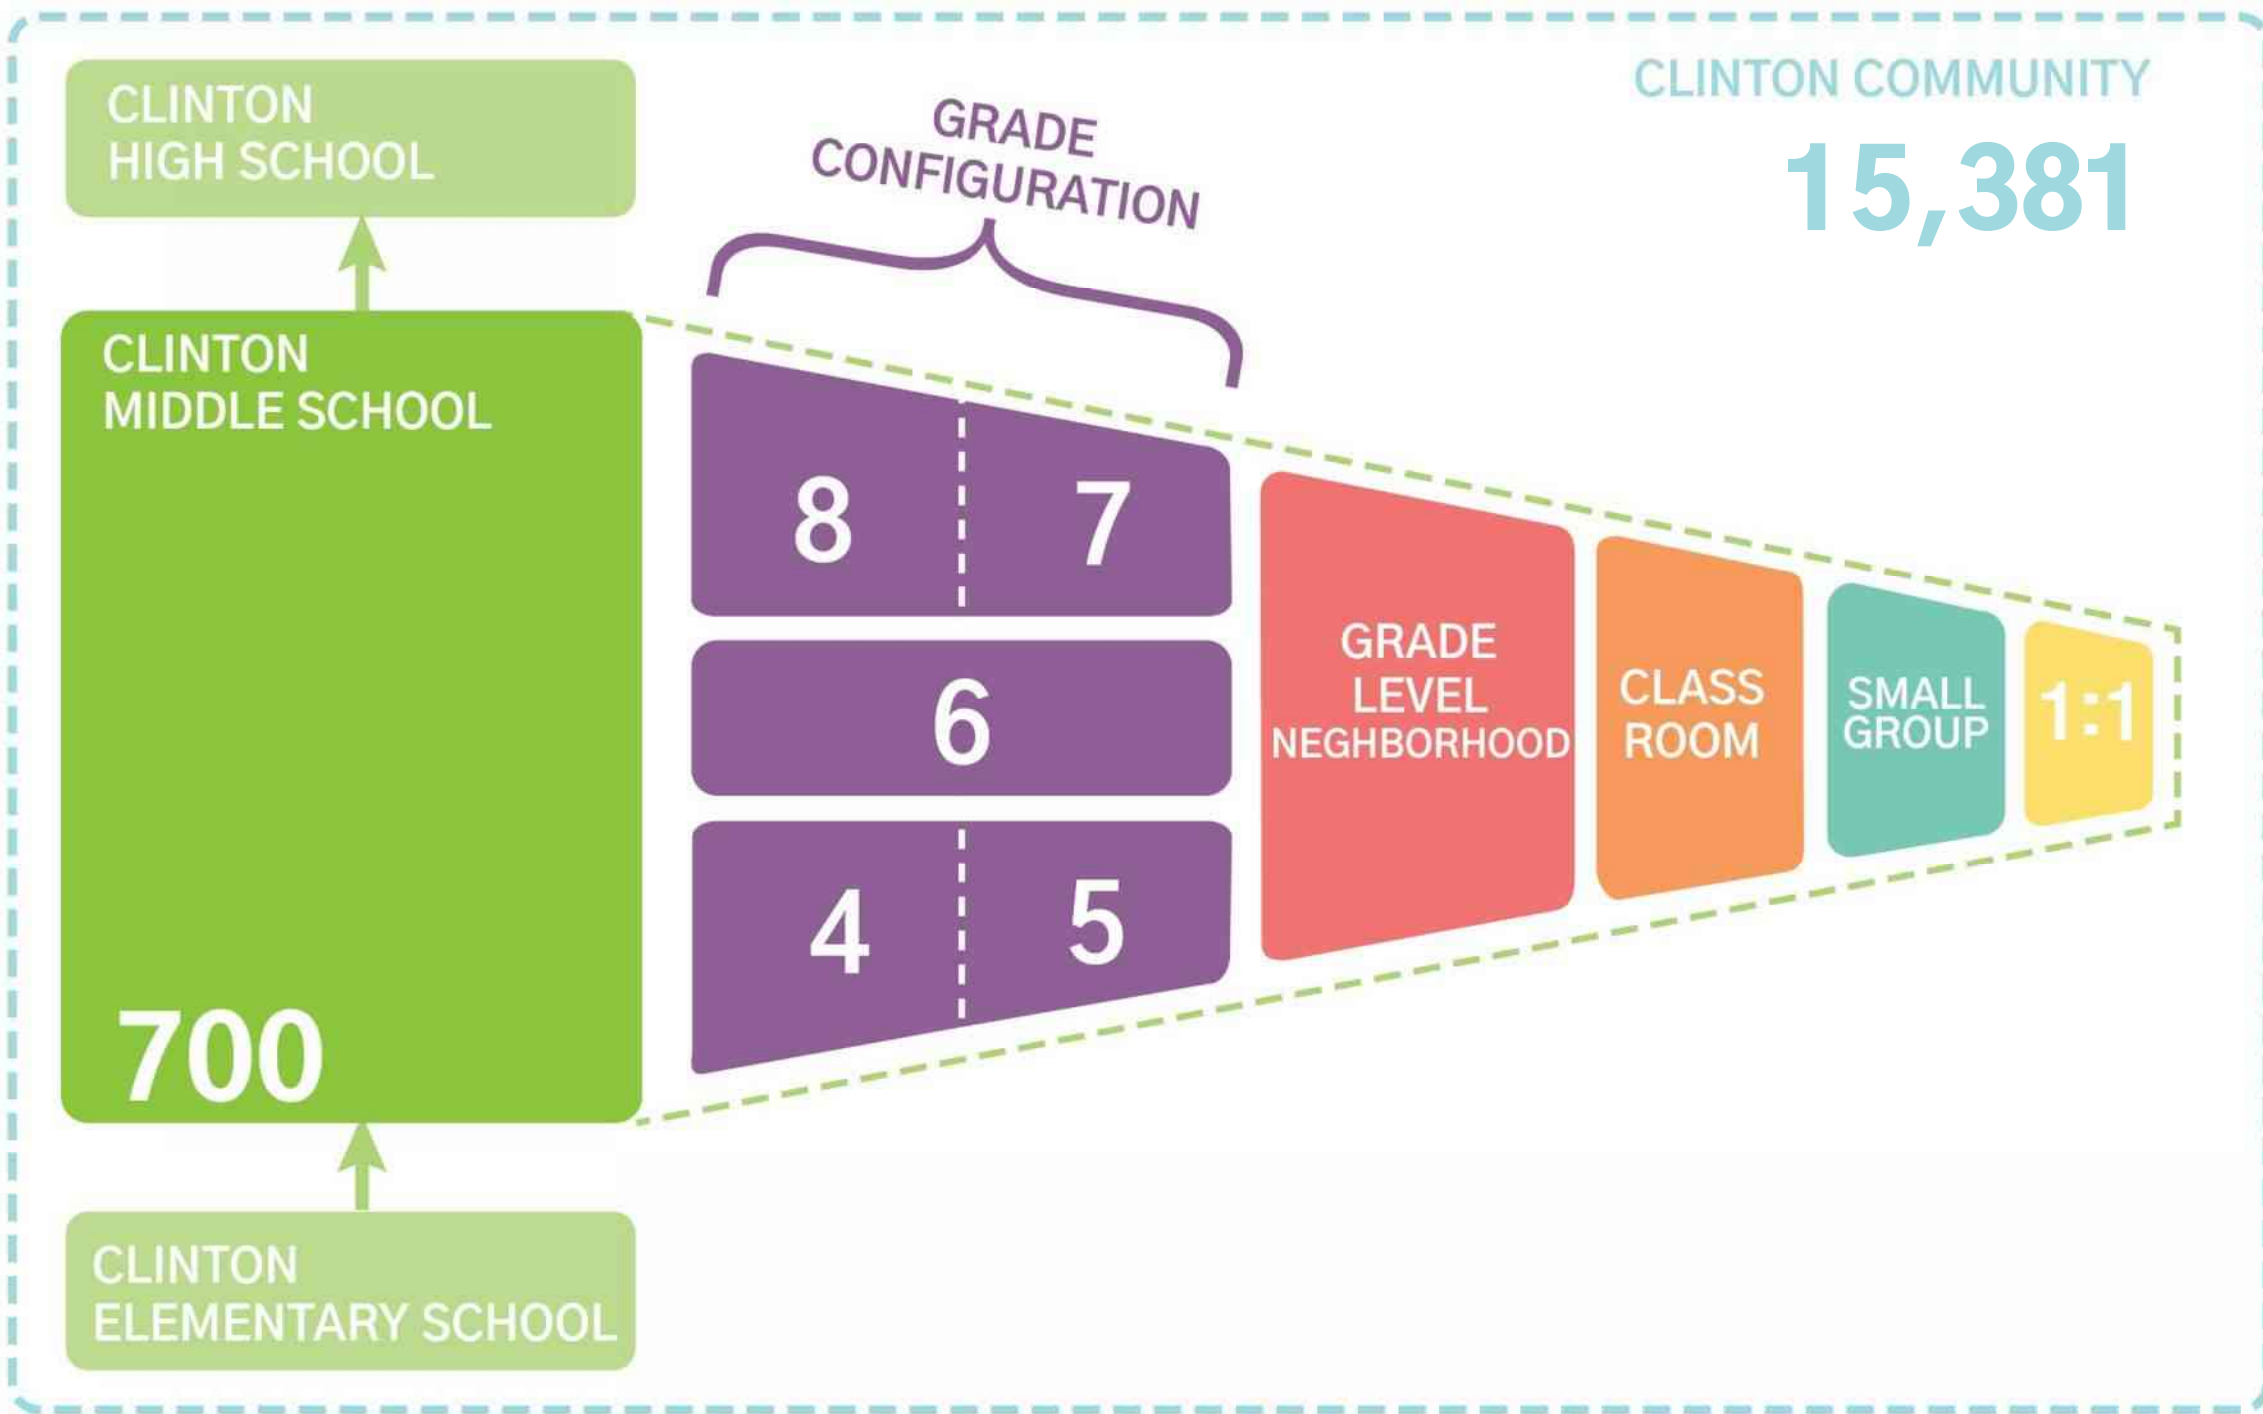 CLINTON
HIGH SCHOOL
CLINTON COMMUNITY
15,381
GRADE
CONFIGURATION
CLINTON
MIDDLE SCHOOL
700
8
7
6
4
5
GRADE
LEVEL
NEGHBORHOOD
CLASS
ROOM
SMALL
GROUP
1:1
CLINTON
ELEMENTARY SCHOOL